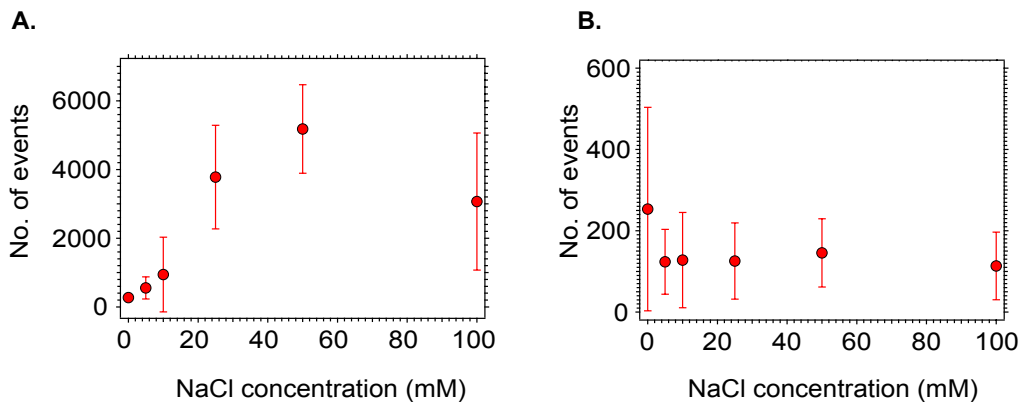 A.
No. of events
6000
4000
2000
0
0 20 40 60 80 100
NaCl concentration (mM)
B.
No. of events
600
400
200
0
0 20 40 60 80 100
NaCl concentration (mM)